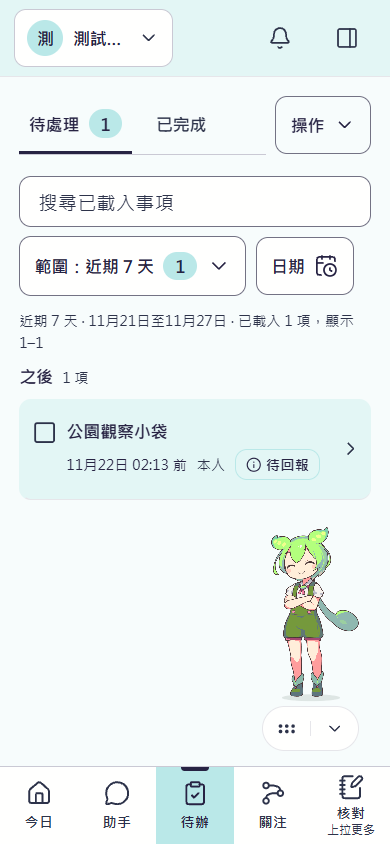 測 測試...
待處理 1 已完成 操作
搜尋已載入事項
範圍：近期 7 天 1 日期
近期 7 天 · 11月21日至11月27日 · 已載入 1 項，顯示
1–1
之後 1 項
公園觀察小袋
11月22日 02:13 前 本人 待回報
今日 助手 待辦 關注 核對
上拉更多